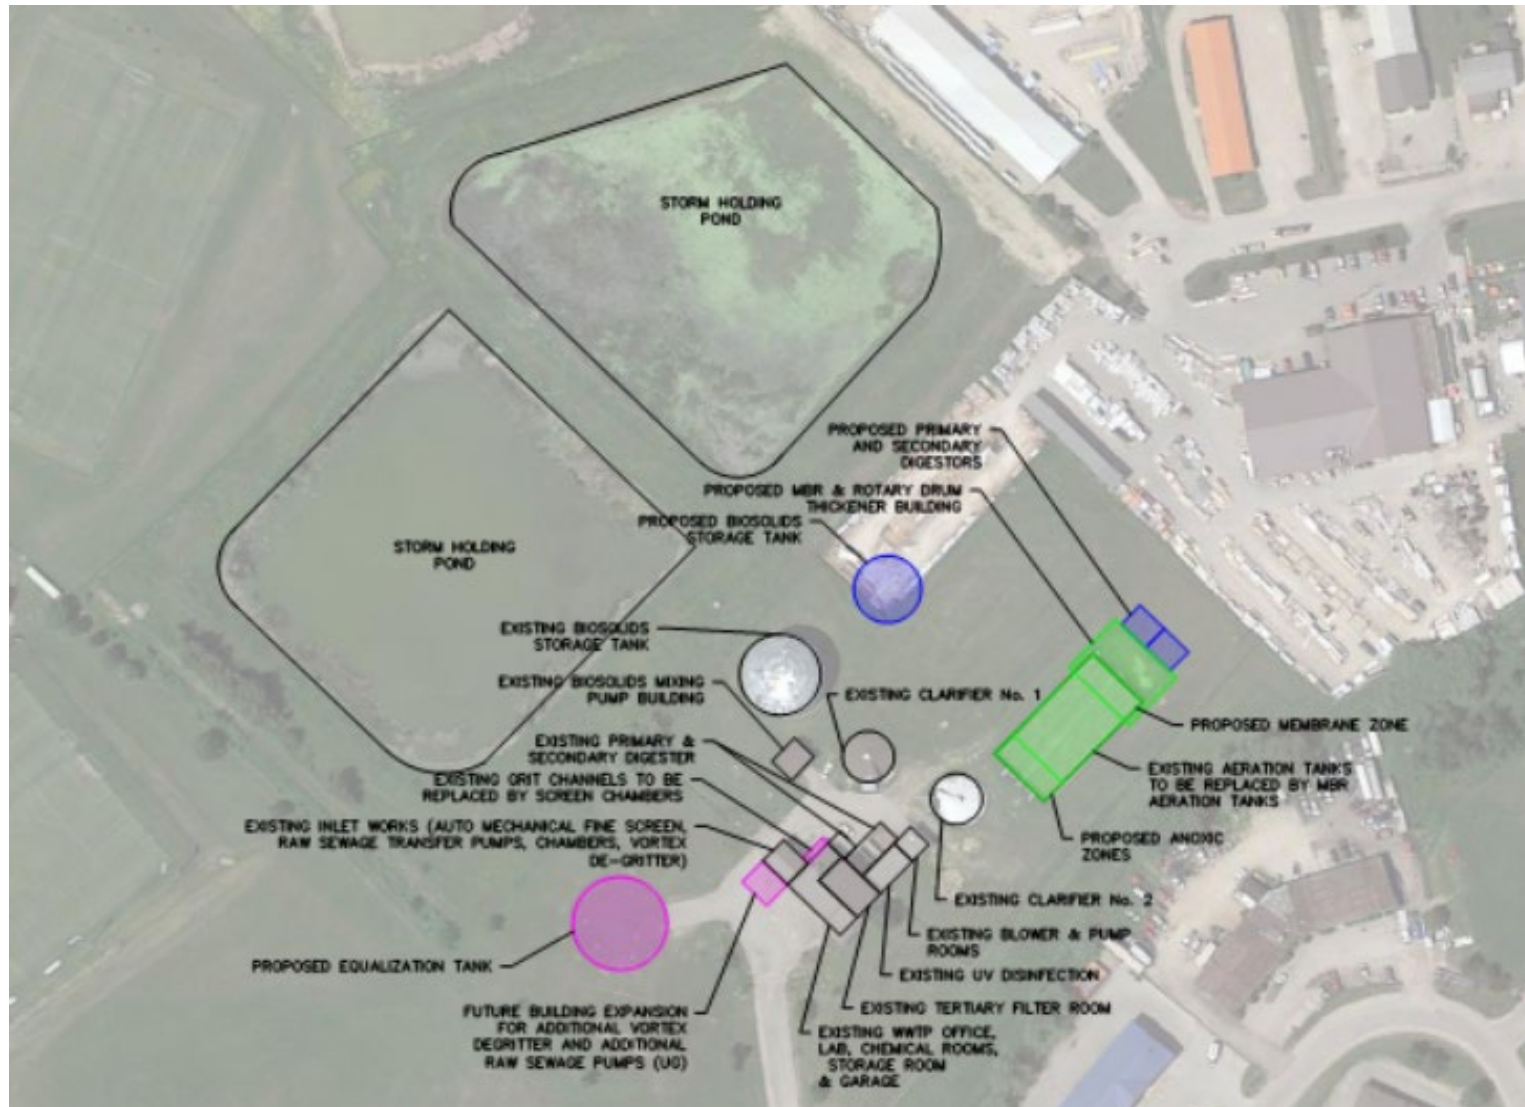 STORM HOLDING
POND
PROPOSED PRIMARY
AND SECONDARY
DIGESTORS
PROPOSED MBR & ROTARY DRUM
THICKENER BUILDING
PROPOSED BIOSOLIDS
STORAGE TANK
STORM HOLDING
POND
EXISTING BIOSOLIDS
STORAGE TANK
EXISTING BIOSOLIDS MIXING
PUMP BUILDING
EXISTING CLARIFIER No. 1
PROPOSED MEMBRANE ZONE
EXISTING PRIMARY &
SECONDARY DIGESTER
EXISTING AERATION TANKS
TO BE REPLACED BY MBR
AERATION TANKS
EXISTING GRIT CHANNELS TO BE
REPLACED BY SCREEN CHAMBERS
EXISTING INLET WORKS (AUTO MECHANICAL FINE SCREEN,
RAW SEWAGE TRANSFER PUMPS, CHAMBERS, VORTEX
DE-GRITTER)
PROPOSED ANOXIC
ZONES
EXISTING CLARIFIER No. 2
EXISTING BLOWER & PUMP
ROOMS
PROPOSED EQUALIZATION TANK
EXISTING UV DISINFECTION
EXISTING TERTIARY FILTER ROOM
FUTURE BUILDING EXPANSION
FOR ADDITIONAL VORTEX
DEGRITTER AND ADDITIONAL
RAW SEWAGE PUMPS (UG)
EXISTING WWTP OFFICE,
LAB, CHEMICAL ROOMS,
STORAGE ROOM
& GARAGE